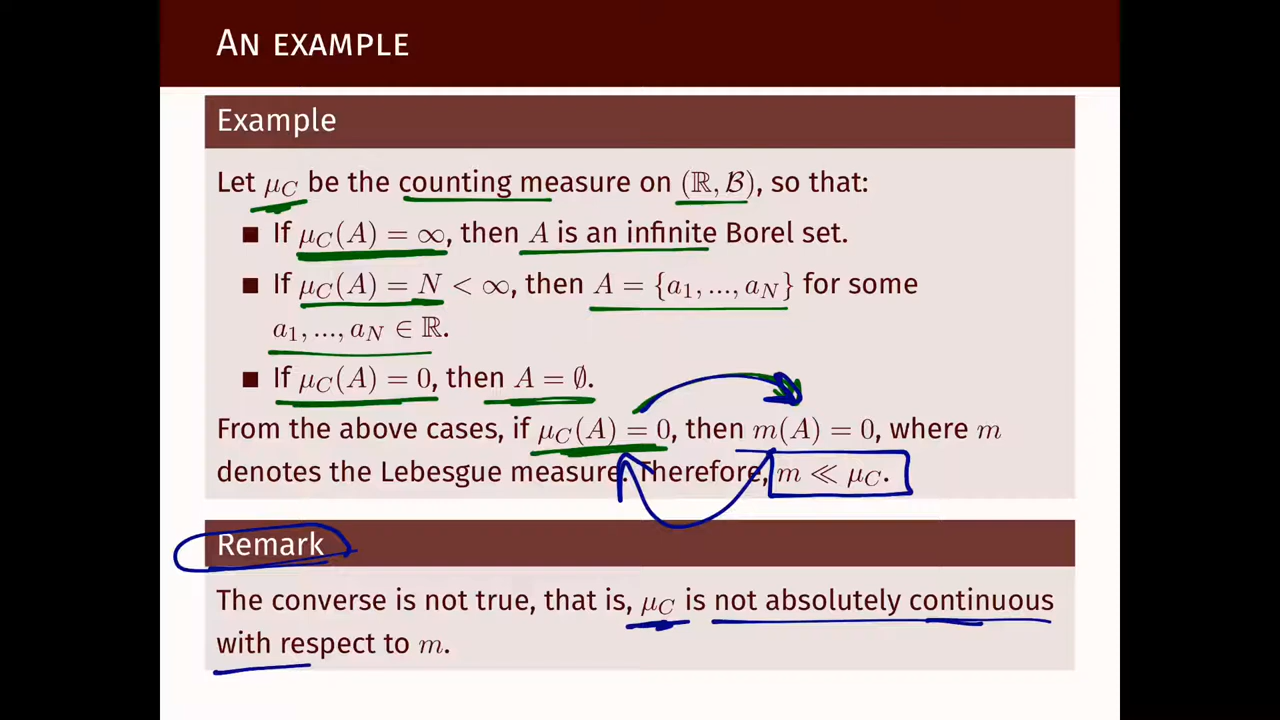 AN EXAMPLE
Example
Let μ_C be the counting measure on (ℝ, ℬ), so that:
■ If μ_C(A) = ∞, then A is an infinite Borel set.
■ If μ_C(A) = N < ∞, then A = {a₁, ..., a_N} for some
a₁, ..., a_N ∈ ℝ.
■ If μ_C(A) = 0, then A = ∅.
From the above cases, if μ_C(A) = 0, then m(A) = 0, where m
denotes the Lebesgue measure. Therefore, m ≪ μ_C.
Remark
The converse is not true, that is, μ_C is not absolutely continuous
with respect to m.